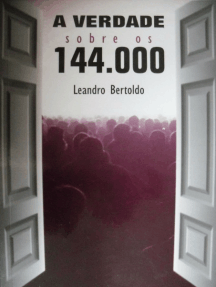 A VERDADE
sobre os
144.000
Leandro Bertoldo